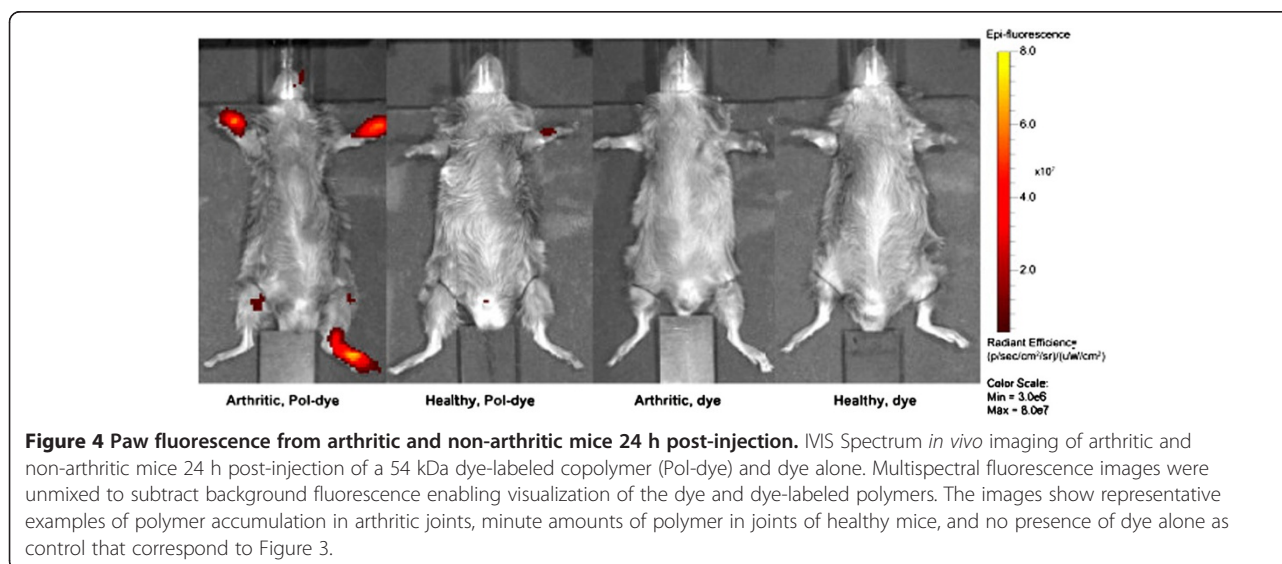 Epi-fluorescence
8.0
6.0
x10⁷
4.0
2.0
Radiant Efficiency
(p/sec/cm²/sr)/(uW/cm²)
Color Scale:
Min = 3.0e6
Max = 8.0e7
Arthritic, Pol-dye
Healthy, Pol-dye
Arthritic, dye
Healthy, dye
Figure 4 Paw fluorescence from arthritic and non-arthritic mice 24 h post-injection. IVIS Spectrum in vivo imaging of arthritic and
non-arthritic mice 24 h post-injection of a 54 kDa dye-labeled copolymer (Pol-dye) and dye alone. Multispectral fluorescence images were
unmixed to subtract background fluorescence enabling visualization of the dye and dye-labeled polymers. The images show representative
examples of polymer accumulation in arthritic joints, minute amounts of polymer in joints of healthy mice, and no presence of dye alone as
control that correspond to Figure 3.